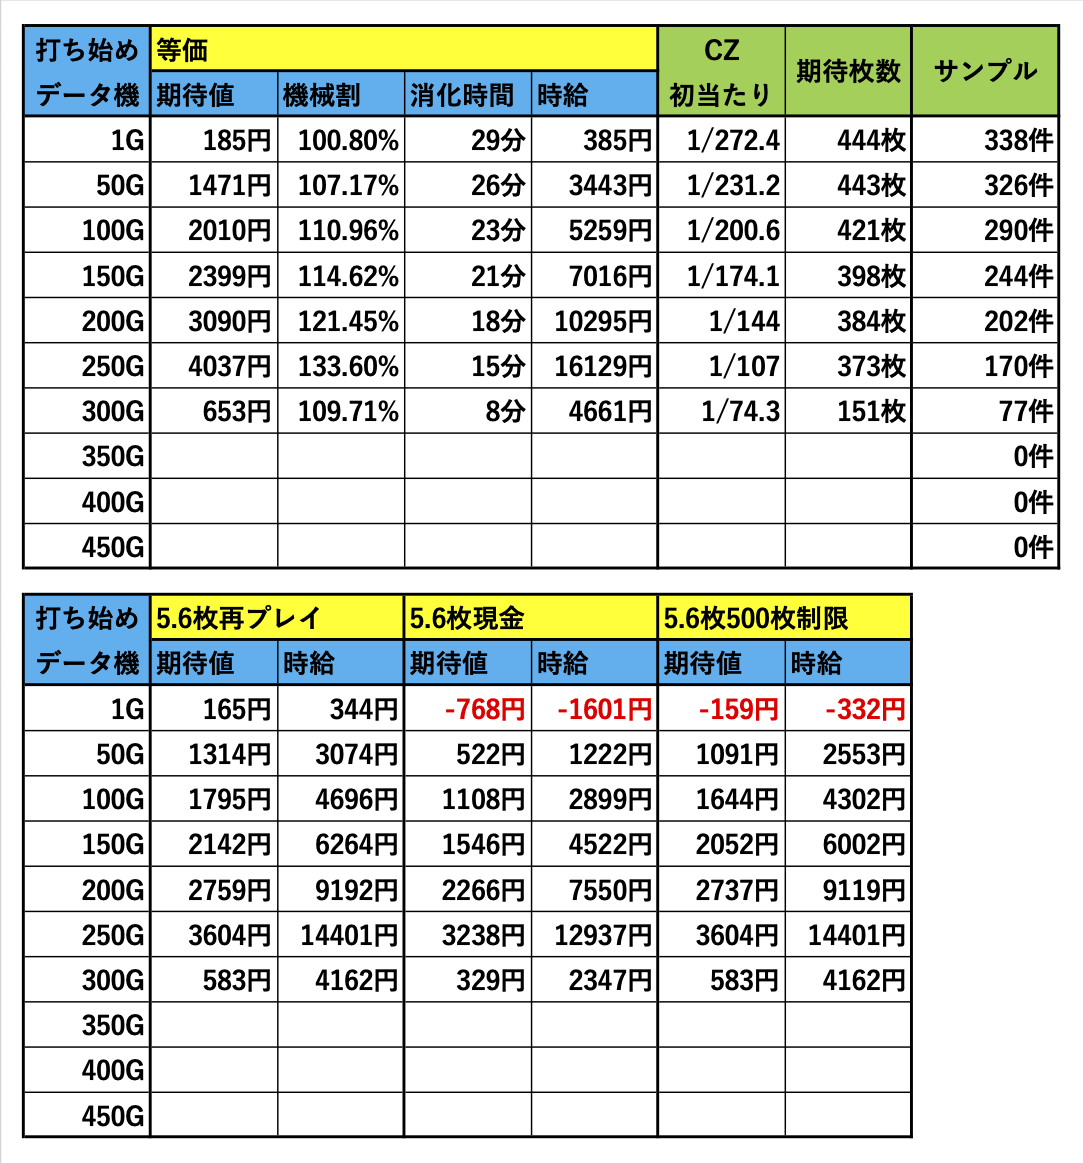 打ち始め 等価 CZ 期待枚数 サンプル
データ機 期待値 機械割 消化時間 時給 初当たり
1G 185円 100.80% 29分 385円 1/272.4 444枚 338件
50G 1471円 107.17% 26分 3443円 1/231.2 443枚 326件
100G 2010円 110.96% 23分 5259円 1/200.6 421枚 290件
150G 2399円 114.62% 21分 7016円 1/174.1 398枚 244件
200G 3090円 121.45% 18分 10295円 1/144 384枚 202件
250G 4037円 133.60% 15分 16129円 1/107 373枚 170件
300G 653円 109.71% 8分 4661円 1/74.3 151枚 77件
350G 0件
400G 0件
450G 0件
打ち始め 5.6枚再プレイ 5.6枚現金 5.6枚500枚制限
データ機 期待値 時給 期待値 時給 期待値 時給
1G 165円 344円 -768円 -1601円 -159円 -332円
50G 1314円 3074円 522円 1222円 1091円 2553円
100G 1795円 4696円 1108円 2899円 1644円 4302円
150G 2142円 6264円 1546円 4522円 2052円 6002円
200G 2759円 9192円 2266円 7550円 2737円 9119円
250G 3604円 14401円 3238円 12937円 3604円 14401円
300G 583円 4162円 329円 2347円 583円 4162円
350G
400G
450G